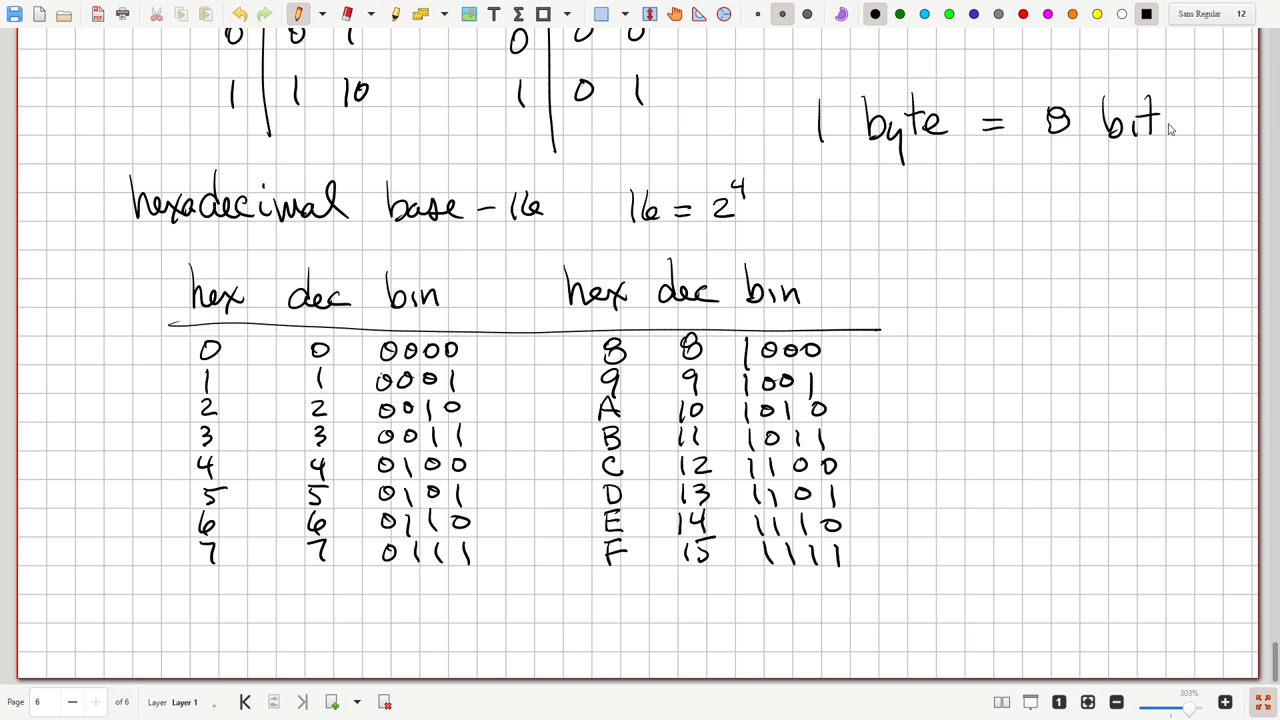 Sans Regular 12
0 | 0 1
0 | 0 0
1 | 1 10
1 | 0 1
1 byte = 8 bit
hexadecimal base-16 16 = 2^4
hex dec bin hex dec bin
0 0 0000 8 8 1000
1 1 0001 9 9 1001
2 2 0010 A 10 1010
3 3 0011 B 11 1011
4 4 0100 C 12 1100
5 5 0101 D 13 1101
6 6 0110 E 14 1110
7 7 0111 F 15 1111
Page 6 of 6 Layer Layer 1 303%